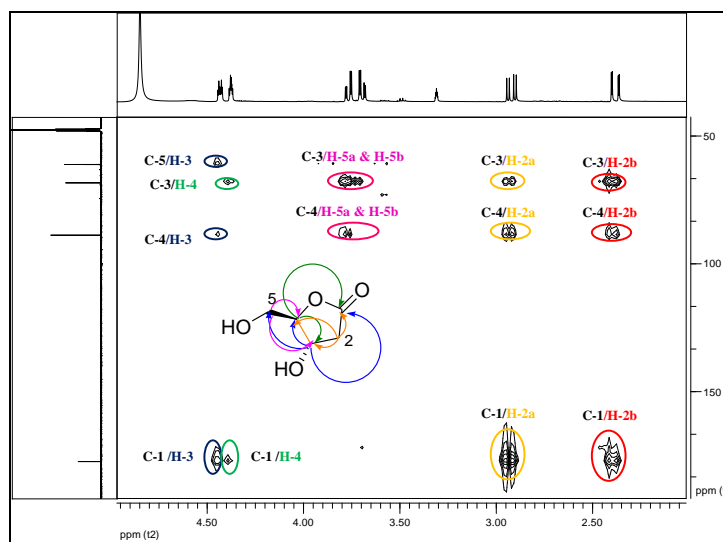 50
C-5/H-3
C-3/H-5a & H-5b
C-3/H-2a
C-3/H-2b
C-3/H-4
C-4/H-3
C-4/H-5a & H-5b
C-4/H-2a
C-4/H-2b
100
5
O
O
HO
2
HO
150
C-1/H-2a
C-1/H-2b
C-1 /H-3
C-1 /H-4
ppm (
4.50
4.00
3.50
3.00
2.50
ppm (t2)